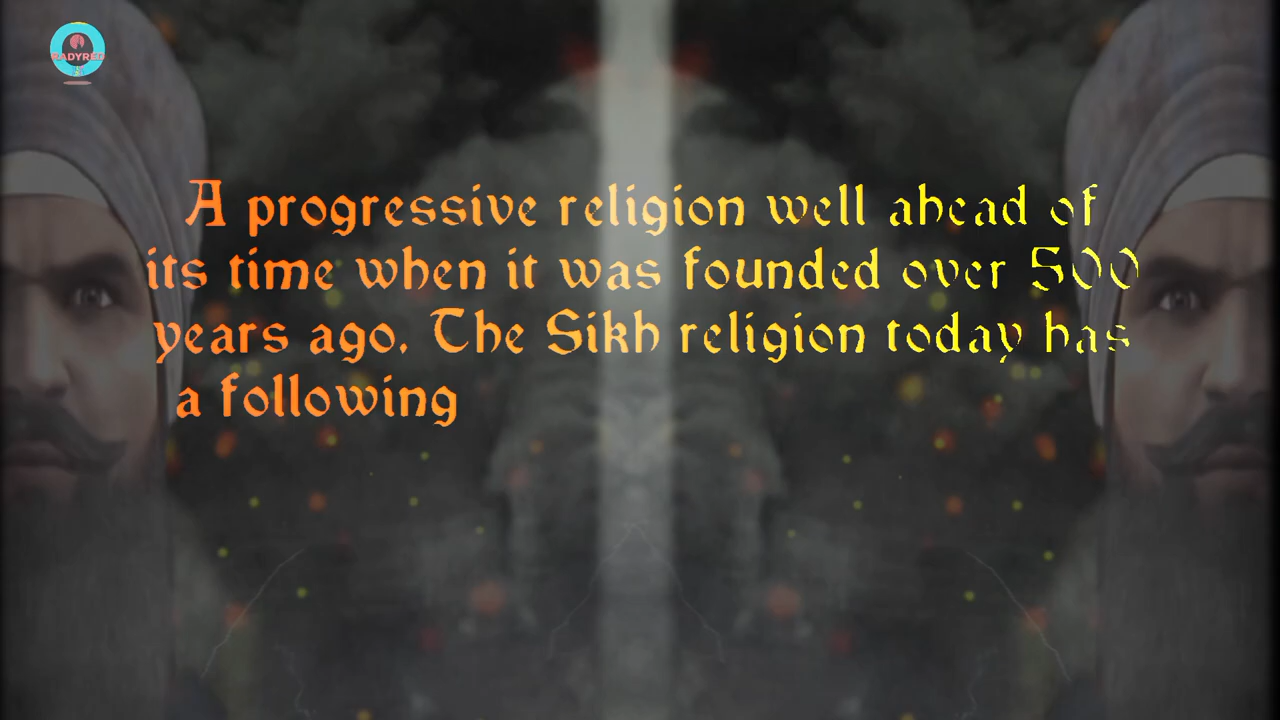 RADYRED
A progressive religion well ahead of
its time when it was founded over 500
years ago. The Sikh religion today has
a following